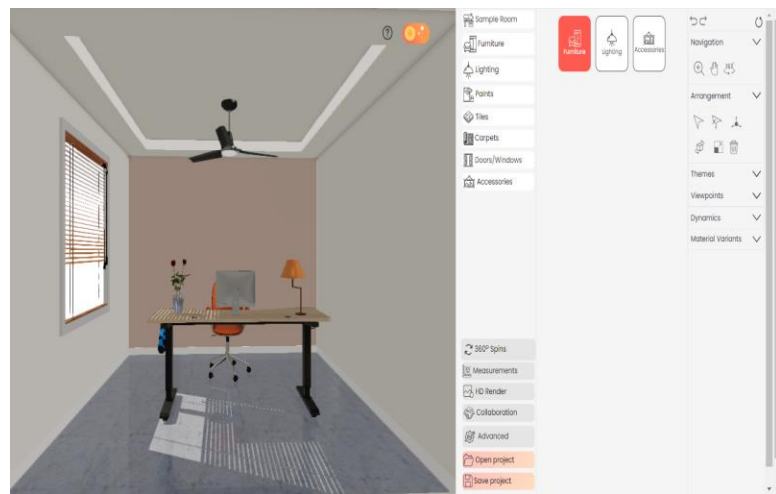 Sample Room
Furniture
Lighting
Paints
Tiles
Carpets
Doors/Windows
Accessories
360º Spins
Measurements
HD Render
Collaboration
Advanced
Open project
Save project
Furniture
Lighting
Accessories
Navigation
Arrangement
Themes
Viewpoints
Dynamics
Material Variants